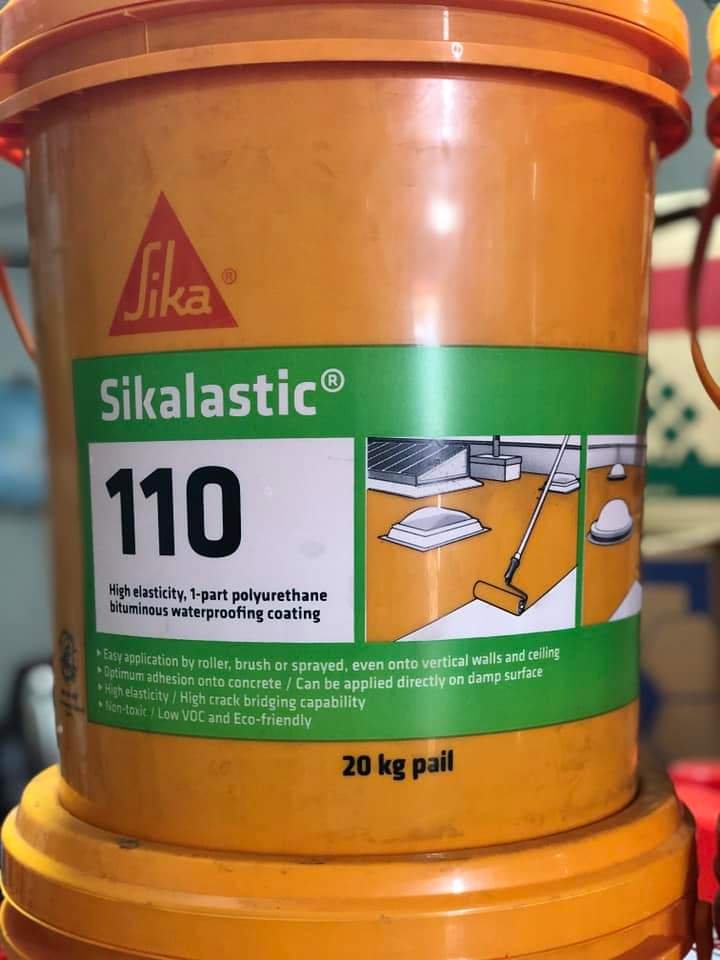 Sika®
Sikalastic®
110
High elasticity, 1-part polyurethane
bituminous waterproofing coating
▸ Easy application by roller, brush or sprayed, even onto vertical walls and ceiling
▸ Optimum adhesion onto concrete / Can be applied directly on damp surface
▸ High elasticity / High crack bridging capability
▸ Non-toxic / Low VOC and Eco-friendly
20 kg pail